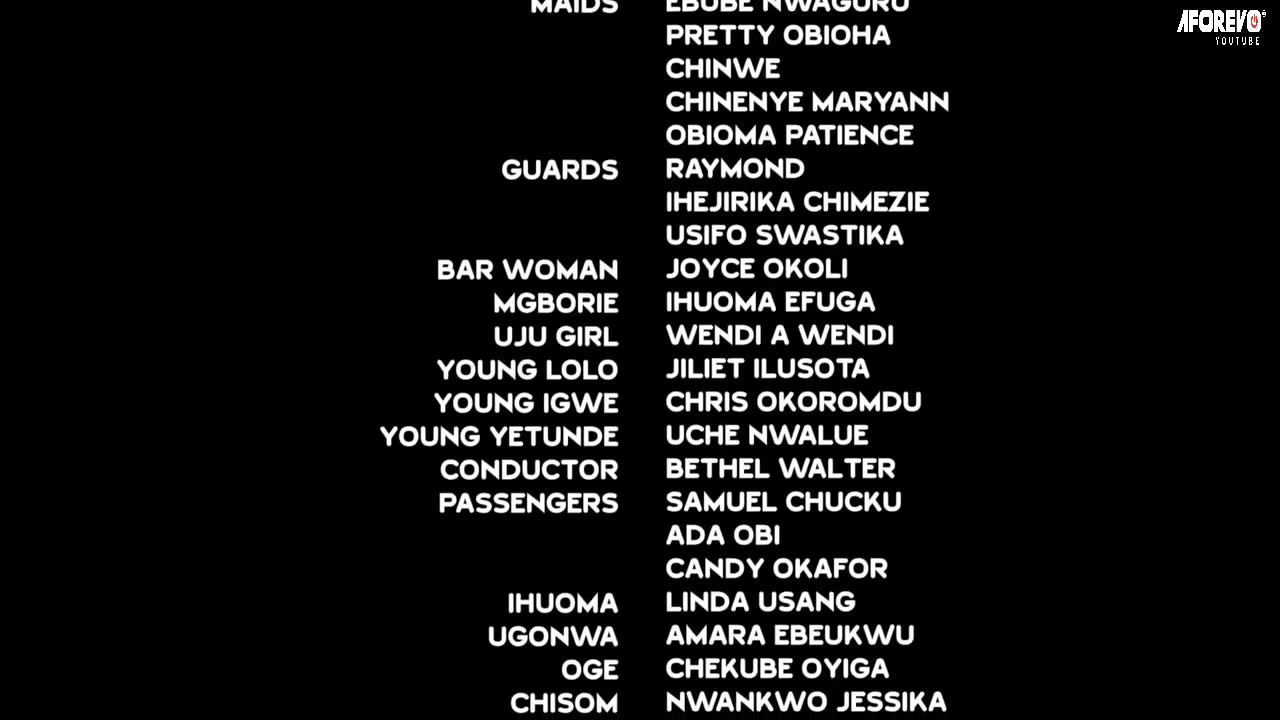 MAIDS EBUBE NWAGURU
PRETTY OBIOHA
CHINWE
CHINENYE MARYANN
OBIOMA PATIENCE
GUARDS RAYMOND
IHEJIRIKA CHIMEZIE
USIFO SWASTIKA
BAR WOMAN JOYCE OKOLI
MGBORIE IHUOMA EFUGA
UJU GIRL WENDI A WENDI
YOUNG LOLO JILIET ILUSOTA
YOUNG IGWE CHRIS OKOROMDU
YOUNG YETUNDE UCHE NWALUE
CONDUCTOR BETHEL WALTER
PASSENGERS SAMUEL CHUCKU
ADA OBI
CANDY OKAFOR
IHUOMA LINDA USANG
UGONWA AMARA EBEUKWU
OGE CHEKUBE OYIGA
CHISOM NWANKWO JESSIKA
AFOREVO
YOUTUBE